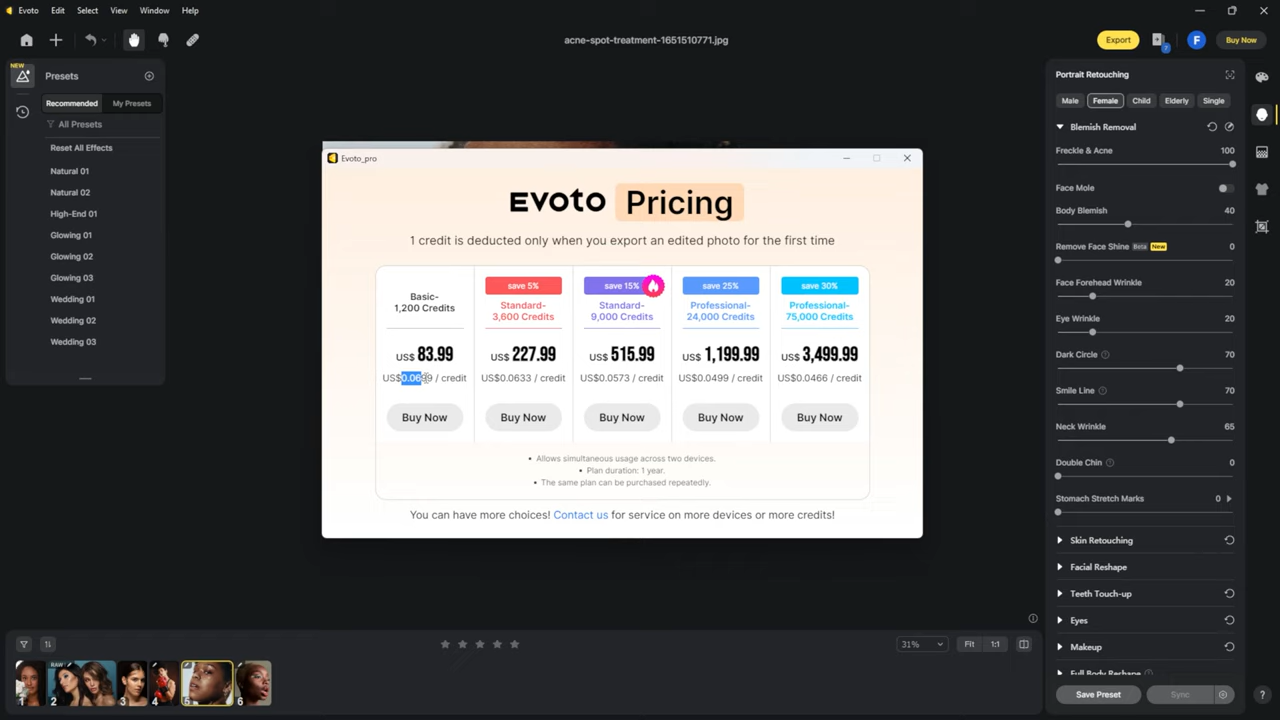 Evoto
Edit
Select
View
Window
Help
acne-spot-treatment-1651510771.jpg
Export
7
F
Buy Now
NEW
Presets
Recommended
My Presets
All Presets
Reset All Effects
Natural 01
Natural 02
High-End 01
Glowing 01
Glowing 02
Glowing 03
Wedding 01
Wedding 02
Wedding 03
Evoto_pro
EVOTO Pricing
1 credit is deducted only when you export an edited photo for the first time
Basic-
1,200 Credits
US$ 83.99
US$0.0699 / credit
Buy Now
save 5%
Standard-
3,600 Credits
US$ 227.99
US$0.0633 / credit
Buy Now
save 15%
Standard-
9,000 Credits
US$ 515.99
US$0.0573 / credit
Buy Now
save 25%
Professional-
24,000 Credits
US$ 1,199.99
US$0.0499 / credit
Buy Now
save 30%
Professional-
75,000 Credits
US$ 3,499.99
US$0.0466 / credit
Buy Now
• Allows simultaneous usage across two devices.
• Plan duration: 1 year.
• The same plan can be purchased repeatedly.
You can have more choices! Contact us for service on more devices or more credits!
Portrait Retouching
Male
Female
Child
Elderly
Single
Blemish Removal
Freckle & Acne 100
Face Mole
Body Blemish 40
Remove Face Shine Beta New 0
Face Forehead Wrinkle 20
Eye Wrinkle 20
Dark Circle 70
Smile Line 70
Neck Wrinkle 65
Double Chin 0
Stomach Stretch Marks 0
Skin Retouching
Facial Reshape
Teeth Touch-up
Eyes
Makeup
Full Body Reshape
Save Preset
Sync
31%
Fit
1:1
1
RAW
2
3
4
5
6